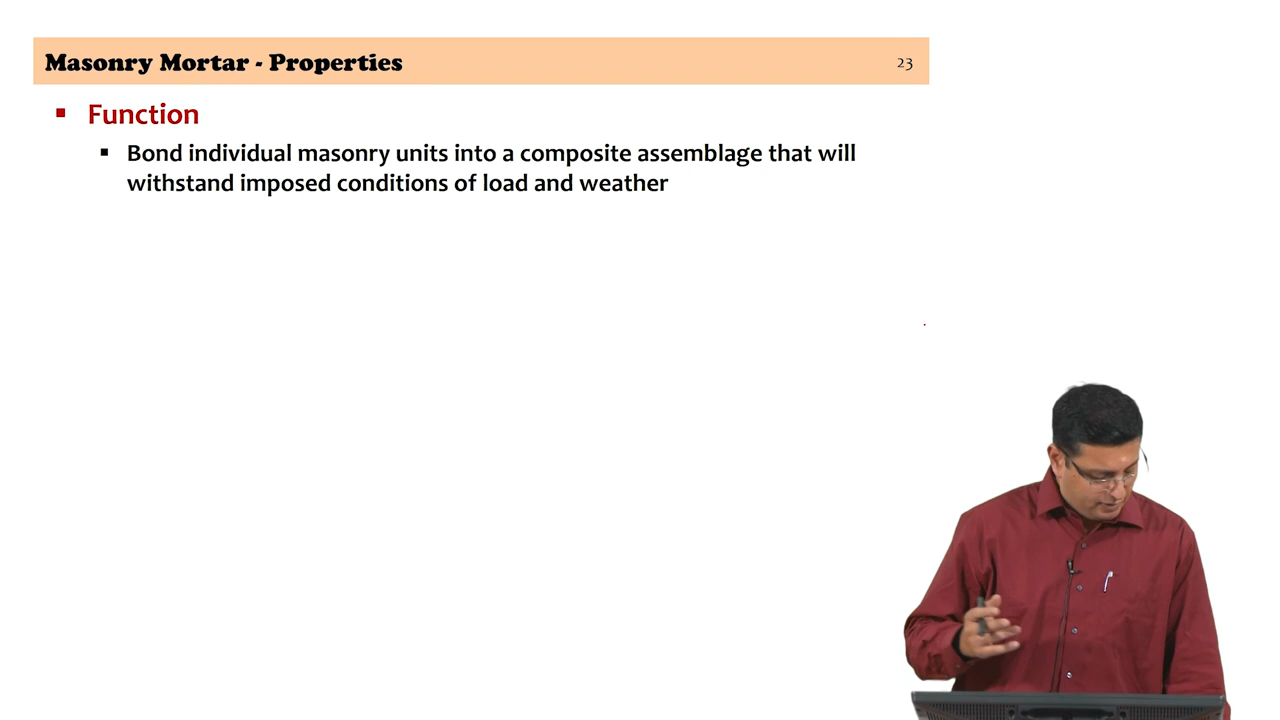 Masonry Mortar - Properties
23
Function
Bond individual masonry units into a composite assemblage that will
withstand imposed conditions of load and weather